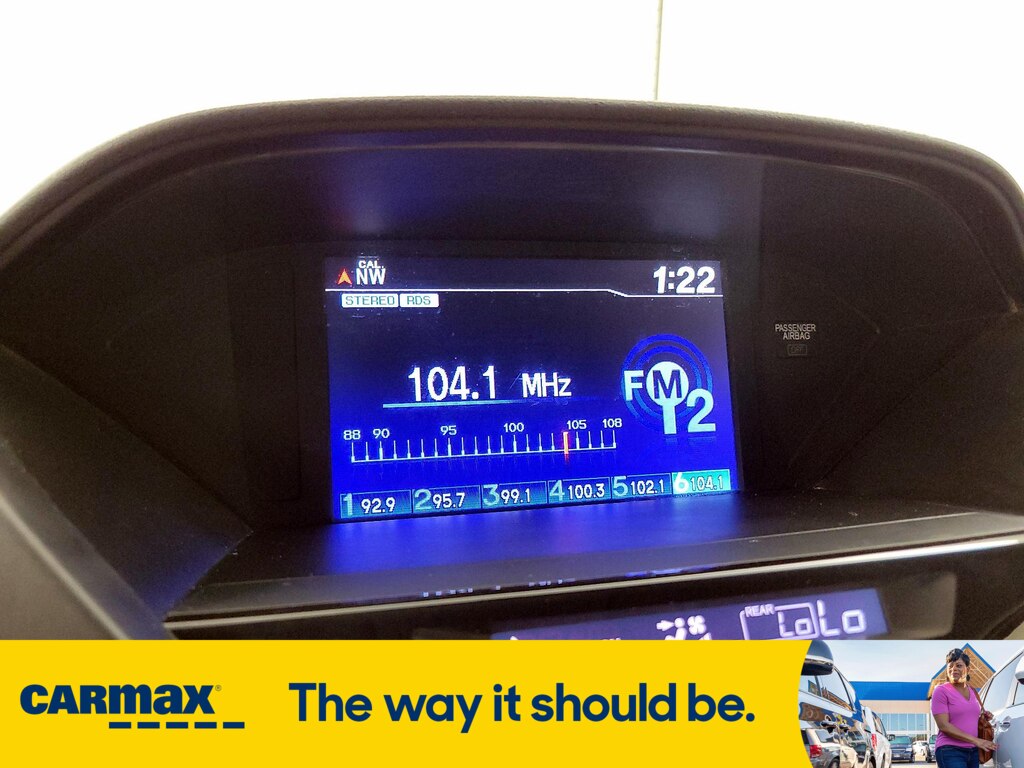 CAL.
NW
1:22
STEREO RDS
PASSENGER
AIRBAG
OFF
104.1 MHz
FM2
88 90 95 100 105 108
1 92.9 2 95.7 3 99.1 4 100.3 5 102.1 6 104.1
REAR
Lo Lo
CARMAX®
The way it should be.